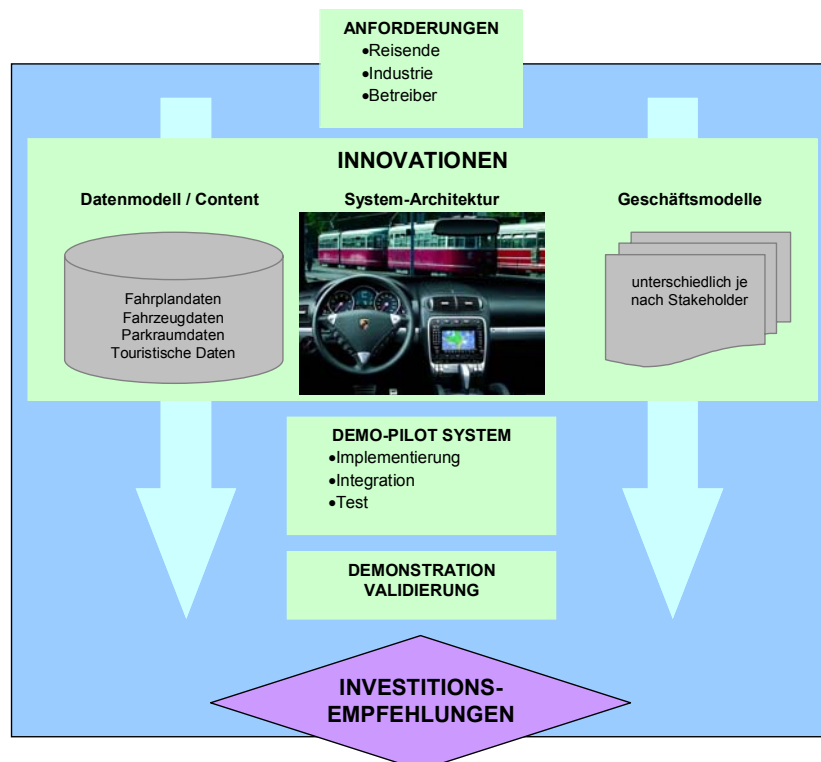 ANFORDERUNGEN
•Reisende
•Industrie
•Betreiber
INNOVATIONEN
Datenmodell / Content
Fahrplandaten
Fahrzeugdaten
Parkraumdaten
Touristische Daten
System-Architektur
Geschäftsmodelle
unterschiedlich je
nach Stakeholder
DEMO-PILOT SYSTEM
•Implementierung
•Integration
•Test
DEMONSTRATION
VALIDIERUNG
INVESTITIONS-
EMPFEHLUNGEN